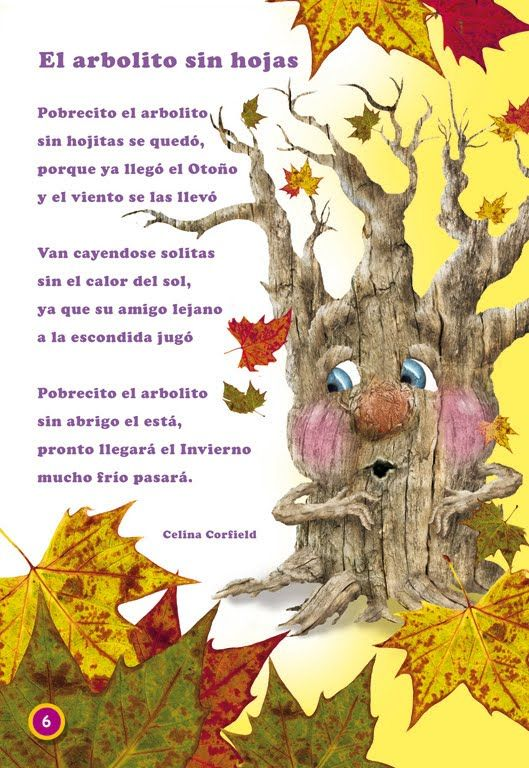 El arbolito sin hojas
Pobrecito el arbolito
sin hojitas se quedó,
porque ya llegó el Otoño
y el viento se las llevó
Van cayendose solitas
sin el calor del sol,
ya que su amigo lejano
a la escondida jugó
Pobrecito el arbolito
sin abrigo el está,
pronto llegará el Invierno
mucho frío pasará.
Celina Corfield
6